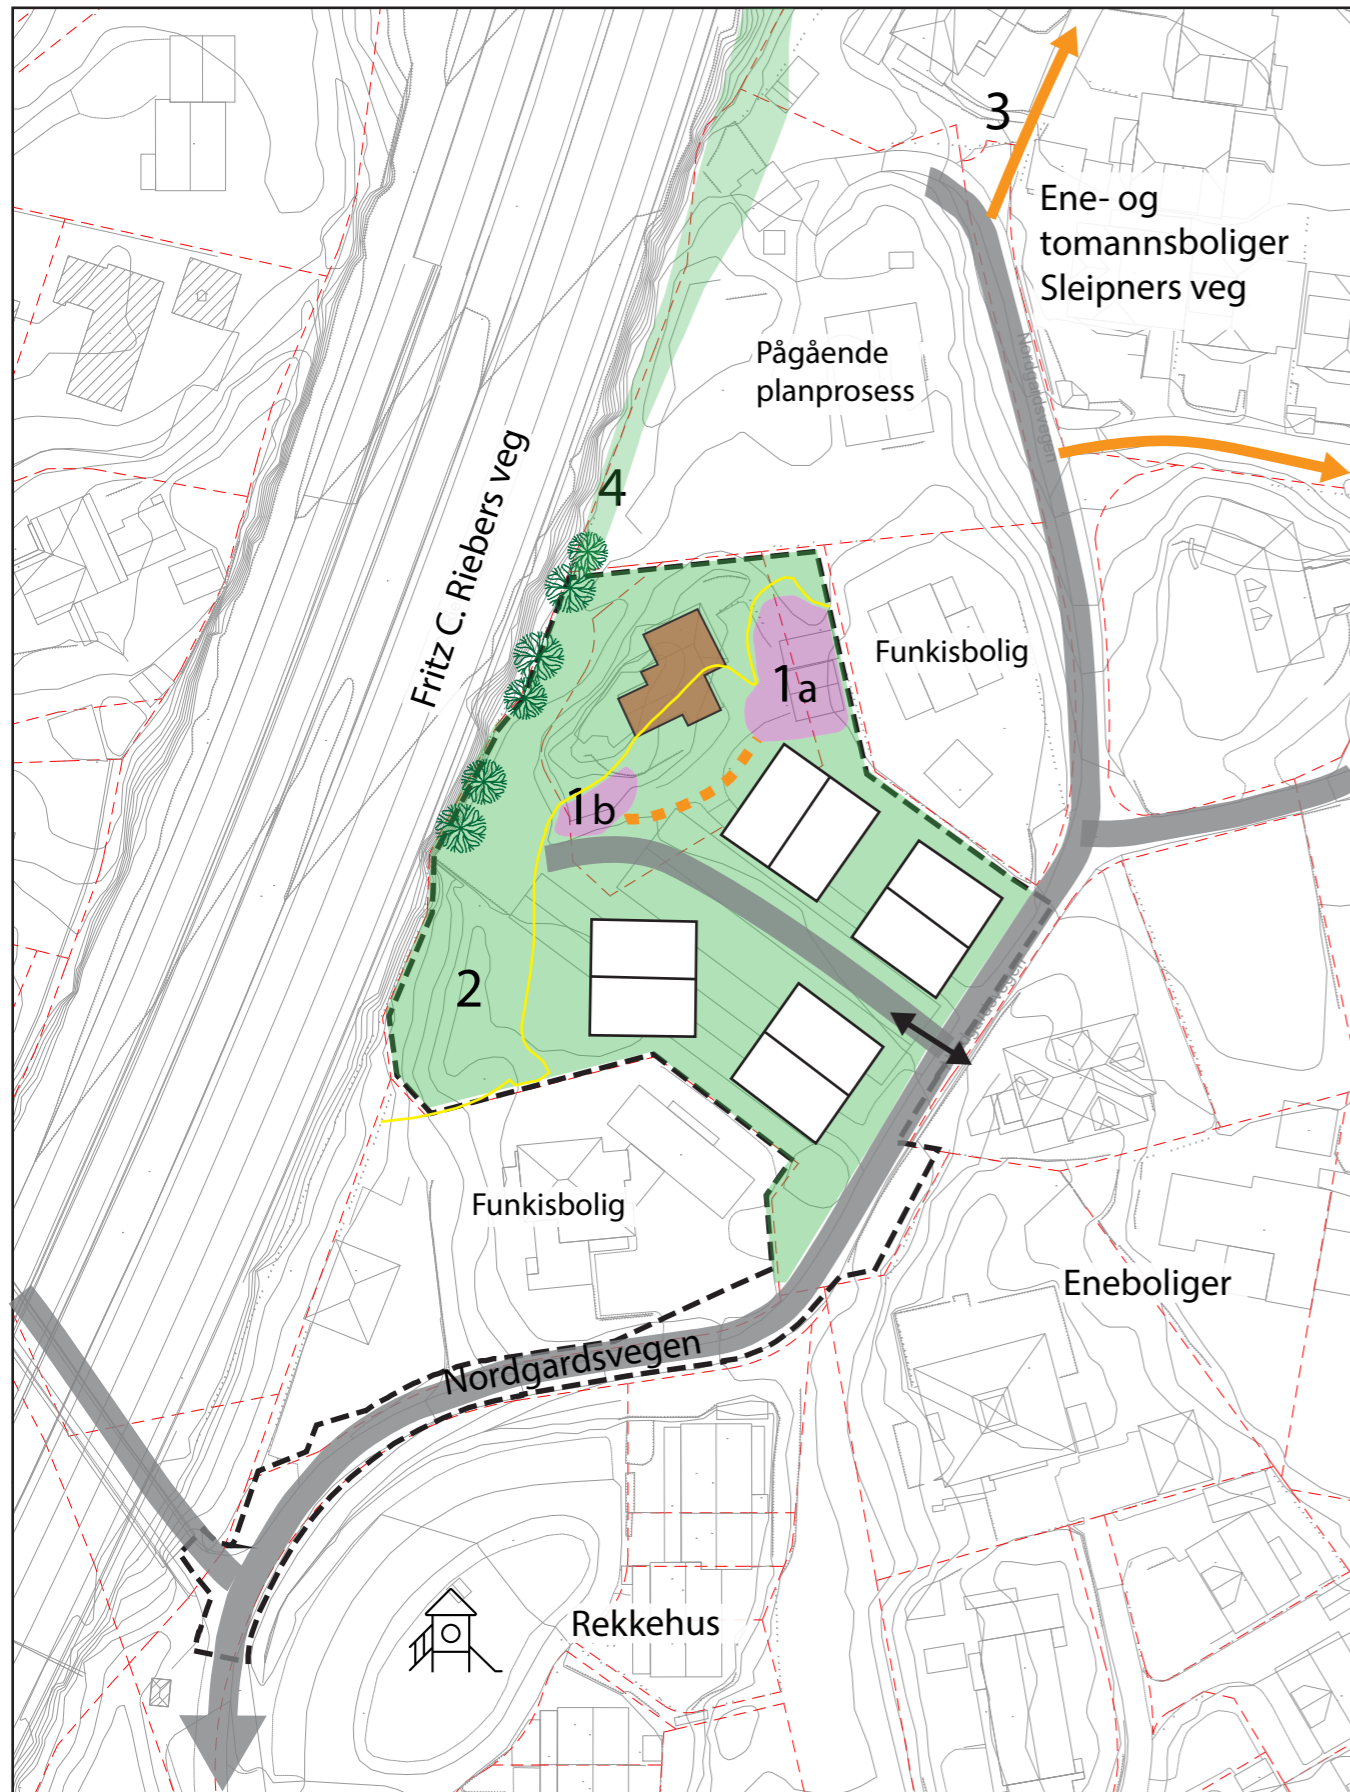 3
Ene- og
tomannsboliger
Sleipners veg
Nordgardsvegen
Pågående
planprosess
4
Fritz C. Riebers veg
Funkisbolig
1a
1b
2
Funkisbolig
Eneboliger
Nordgardsvegen
Rekkehus